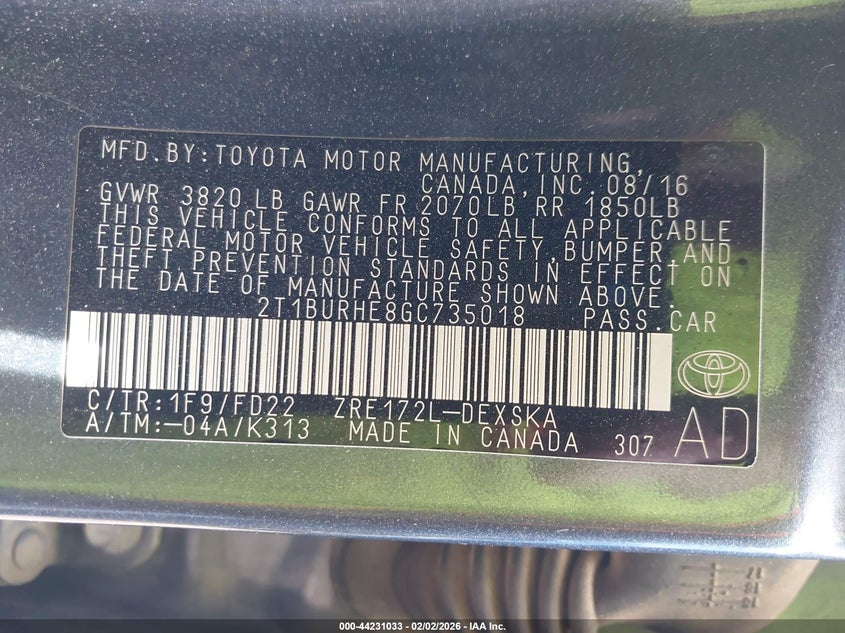 MFD.BY:TOYOTA MOTOR MANUFACTURING,
CANADA,INC.08/16
GVWR 3820 LB GAWR FR 2070LB RR 1850LB
THIS VEHICLE CONFORMS TO ALL APPLICABLE
FEDERAL MOTOR VEHICLE SAFETY,BUMPER,AND
THEFT PREVENTION STANDARDS IN EFFECT ON
THE DATE OF MANUFACTURE SHOWN ABOVE.
2T1BURHE8GC735018 PASS.CAR
C/TR:1F9/FD22 ZRE172L-DEXSKA
A/TM:-04A/K313 MADE IN CANADA 307 AD
000-44231033 - 02/02/2026 - IAA Inc.